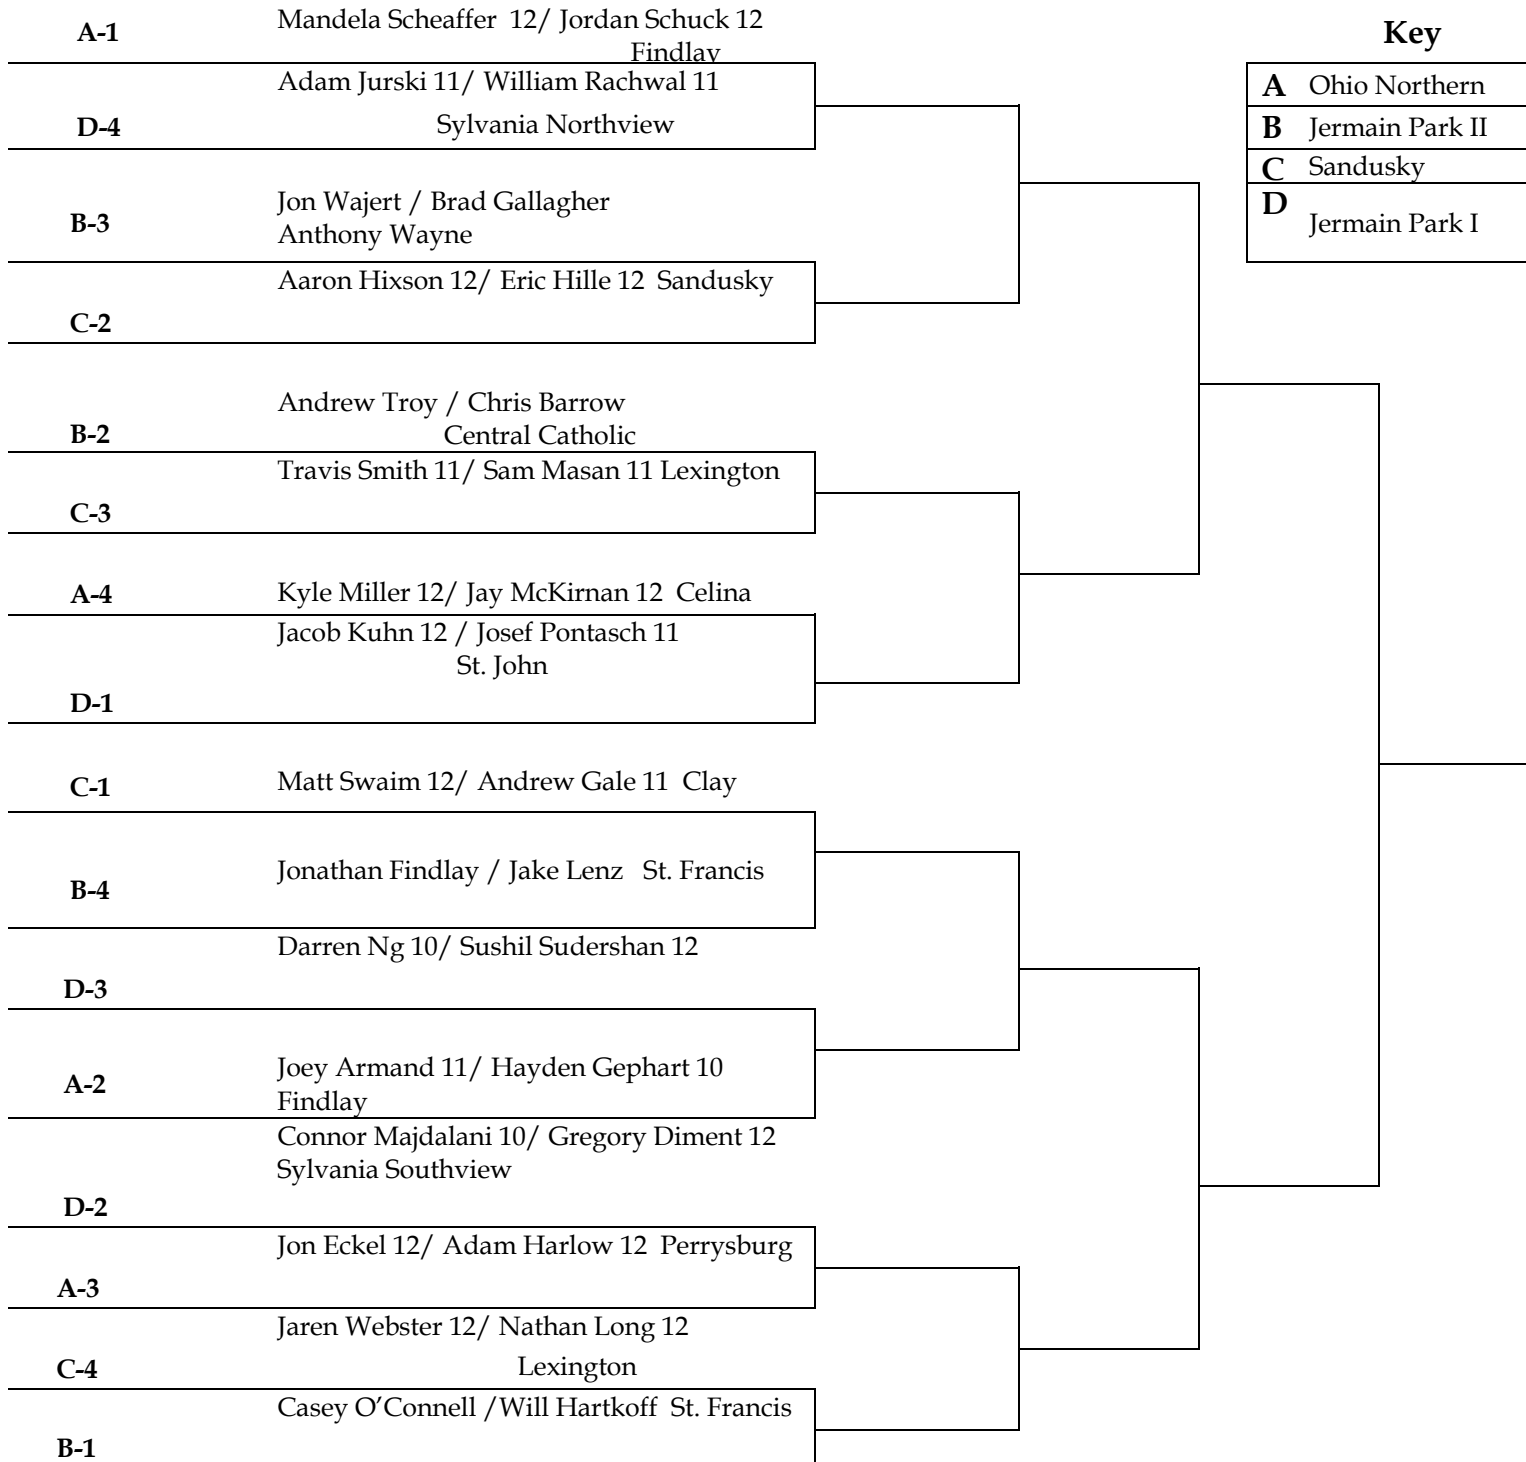 A-1 Mandela Scheaffer 12/ Jordan Schuck 12
Findlay
Adam Jurski 11/ William Rachwal 11
D-4 Sylvania Northview
B-3 Jon Wajert / Brad Gallagher
Anthony Wayne
Aaron Hixson 12/ Eric Hille 12 Sandusky
C-2
Andrew Troy / Chris Barrow
B-2 Central Catholic
Travis Smith 11/ Sam Masan 11 Lexington
C-3
A-4 Kyle Miller 12/ Jay McKirnan 12 Celina
Jacob Kuhn 12 / Josef Pontasch 11
St. John
D-1
C-1 Matt Swaim 12/ Andrew Gale 11 Clay
Jonathan Findlay / Jake Lenz St. Francis
B-4
Darren Ng 10/ Sushil Sudershan 12
D-3
Joey Armand 11/ Hayden Gephart 10
A-2
Findlay
Connor Majdalani 10/ Gregory Diment 12
Sylvania Southview
D-2
Jon Eckel 12/ Adam Harlow 12 Perrysburg
A-3
Jaren Webster 12/ Nathan Long 12
C-4 Lexington
Casey O’Connell /Will Hartkoff St. Francis
B-1
Key
A Ohio Northern
B Jermain Park II
C Sandusky
D Jermain Park I